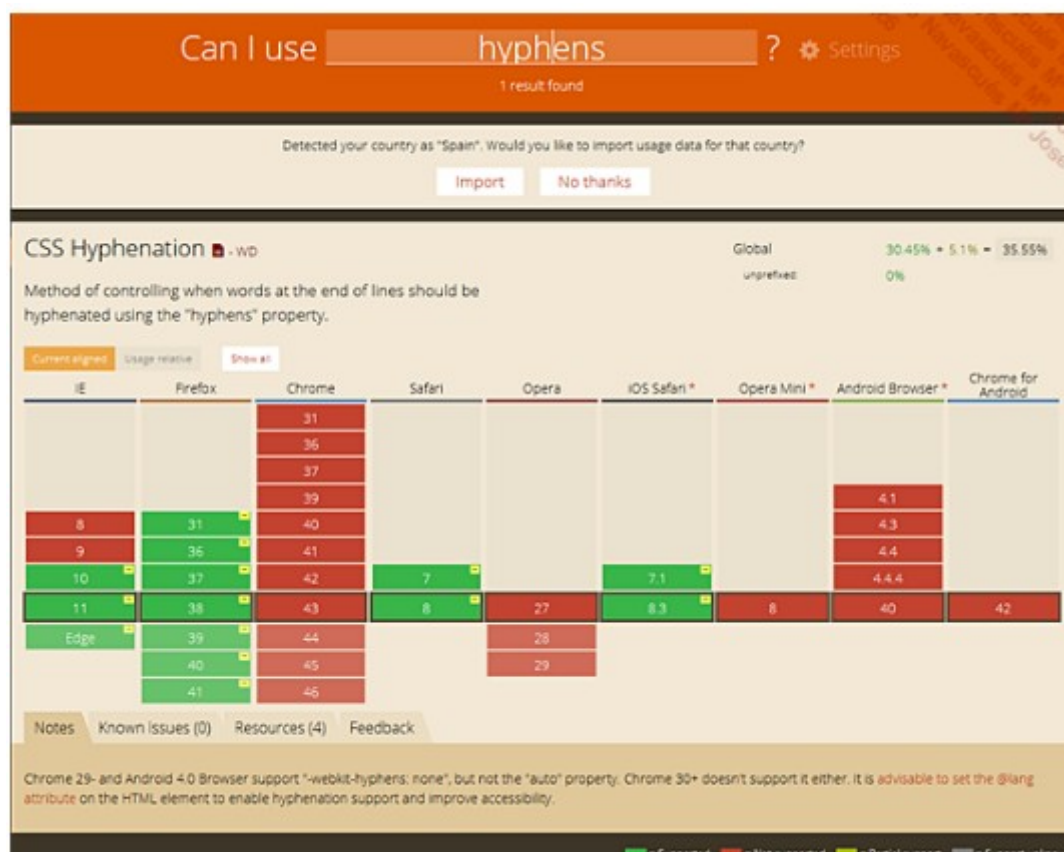 Can I use hyphens ? Settings
1 result found
Detected your country as "Spain". Would you like to import usage data for that country?
Import No thanks
CSS Hyphenation - WD
Global 30.45% + 5.1% = 35.55%
unprefixed: 0%
Method of controlling when words at the end of lines should be
hyphenated using the "hyphens" property.
Current aligned Usage relative Show all
IE Firefox Chrome Safari Opera iOS Safari * Opera Mini * Android Browser * Chrome for Android
31
36
37
39 4.1
8 31 40 4.3
9 36 41 4.4
10 37 42 7 7.1 4.4.4
11 38 43 8 27 8.3 8 40 42
Edge 39 44 28
40 45 29
41 46
Notes Known issues (0) Resources (4) Feedback
Chrome 29- and Android 4.0 Browser support "-webkit-hyphens: none", but not the "auto" property. Chrome 30+ doesn't support it either. It is advisable to set the @lang
attribute on the HTML element to enable hyphenation support and improve accessibility.